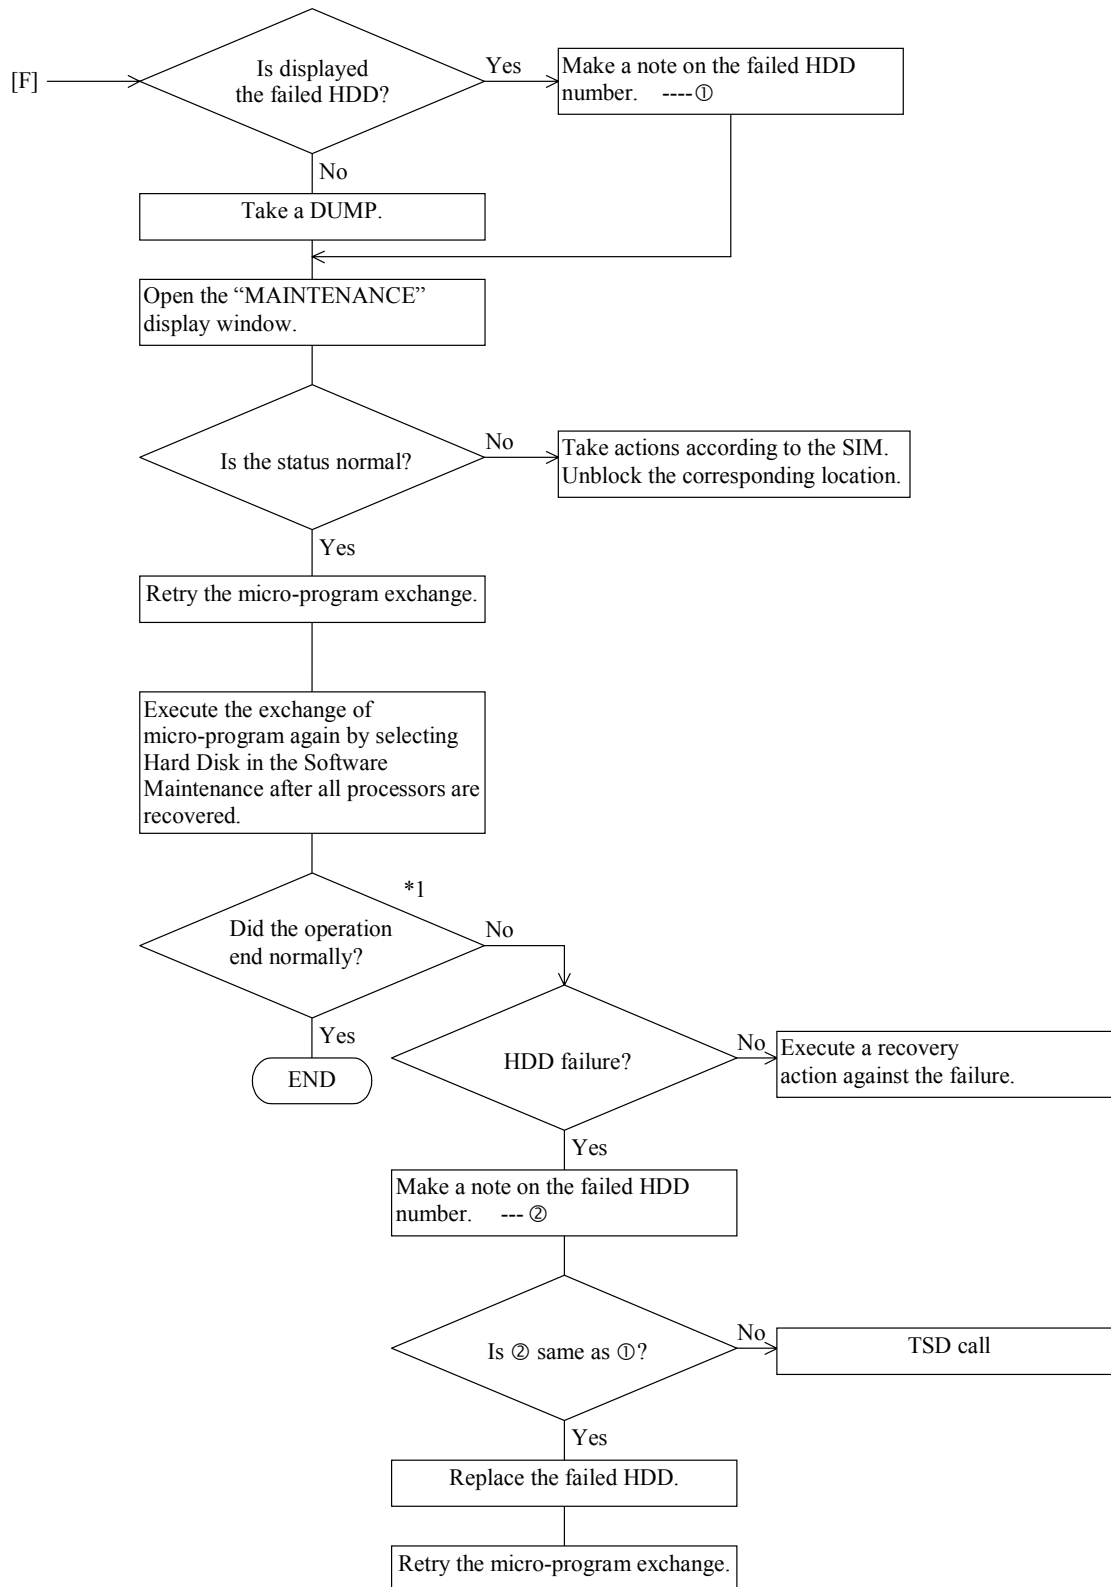 [F]
Is displayed
the failed HDD?
Yes
Make a note on the failed HDD
number. ----①
No
Take a DUMP.
Open the “MAINTENANCE”
display window.
Is the status normal?
No
Take actions according to the SIM.
Unblock the corresponding location.
Yes
Retry the micro-program exchange.
Execute the exchange of
micro-program again by selecting
Hard Disk in the Software
Maintenance after all processors are
recovered.
*1
Did the operation
end normally?
No
Yes
END
HDD failure?
No
Execute a recovery
action against the failure.
Yes
Make a note on the failed HDD
number. --- ②
Is ② same as ①?
No
TSD call
Yes
Replace the failed HDD.
Retry the micro-program exchange.